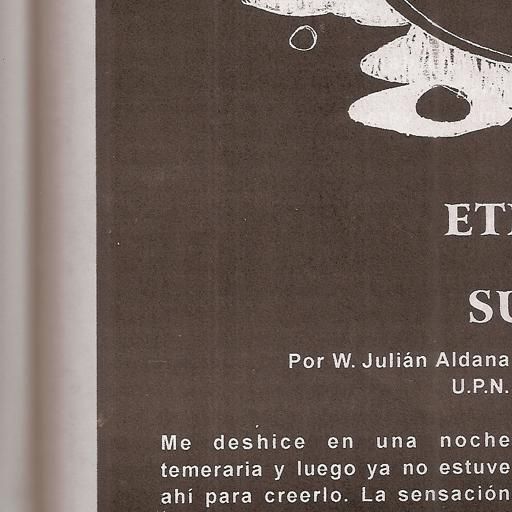 SU
Por W. Julián Aldana
U.P.N.
Me deshice en una noche
temeraria y luego ya no estuve
ahí para creerlo. La sensación